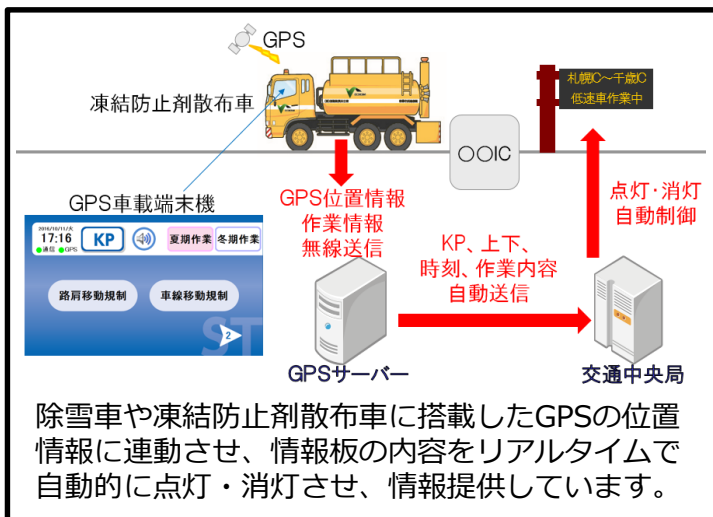 GPS
凍結防止剤散布車
札幌IC～千歳IC
低速車作業中
○○IC
GPS車載端末機
2016/10/11/火
17:16
通信 GPS
KP
夏期作業
冬期作業
路肩移動規制
車線移動規制
ST
2
GPS位置情報
作業情報
無線送信
KP、上下、
時刻、作業内容
自動送信
点灯・消灯
自動制御
GPSサーバー
交通中央局
除雪車や凍結防止剤散布車に搭載したGPSの位置
情報に連動させ、情報板の内容をリアルタイムで
自動的に点灯・消灯させ、情報提供しています。